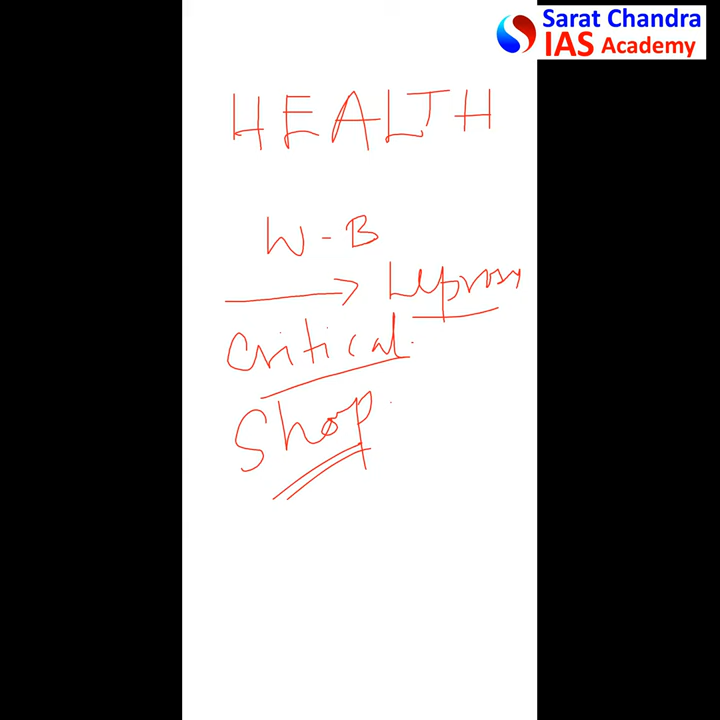 Sarat Chandra
IAS Academy
HEALTH
W-B
Leprosy
Critical.
Shop